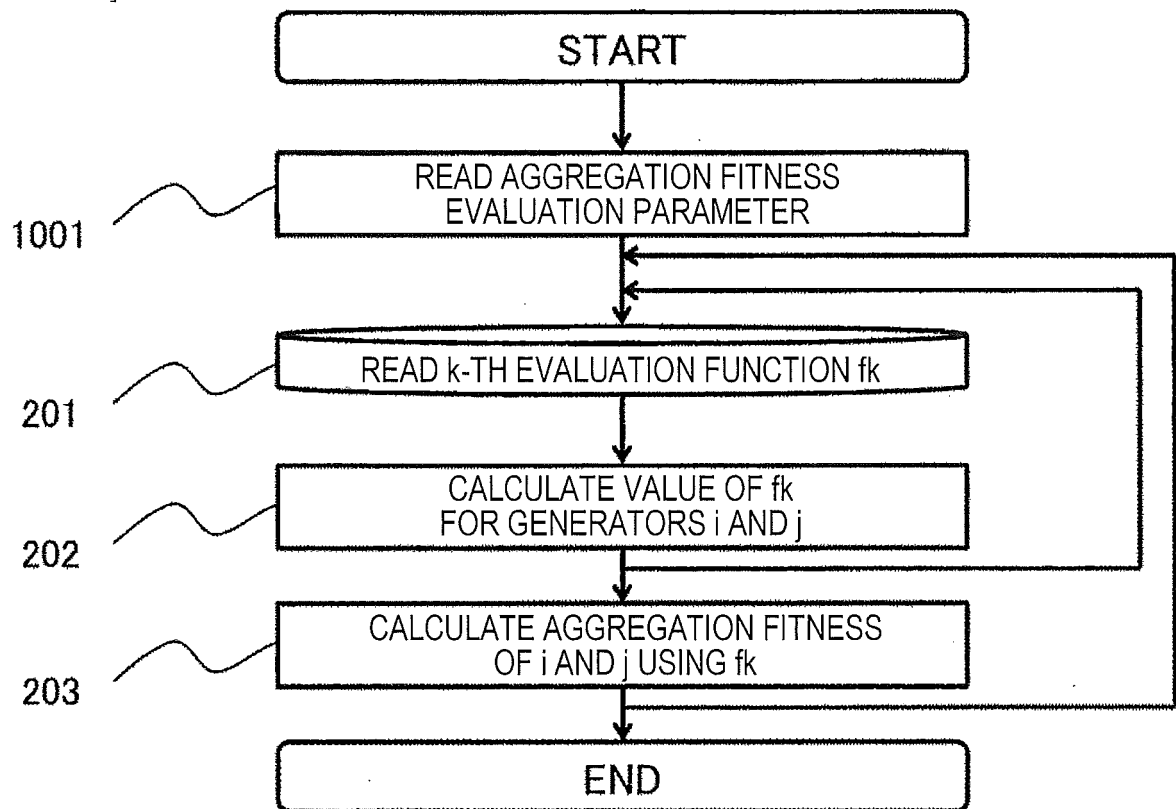 START
READ AGGREGATION FITNESS
EVALUATION PARAMETER
1001
READ k-TH EVALUATION FUNCTION fk
201
CALCULATE VALUE OF fk
FOR GENERATORS i AND j
202
CALCULATE AGGREGATION FITNESS
OF i AND j USING fk
203
END